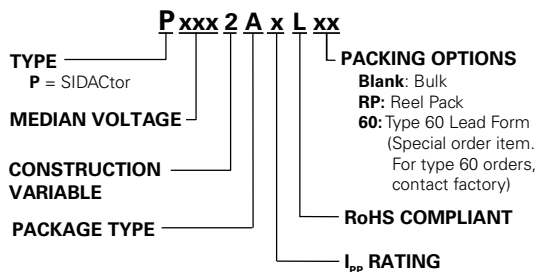 P xxx 2 A x L xx
TYPE
P = SIDACtor
MEDIAN VOLTAGE
CONSTRUCTION
VARIABLE
PACKAGE TYPE
PACKING OPTIONS
Blank: Bulk
RP: Reel Pack
60: Type 60 Lead Form
(Special order item.
For type 60 orders,
contact factory)
RoHS COMPLIANT
IPP RATING